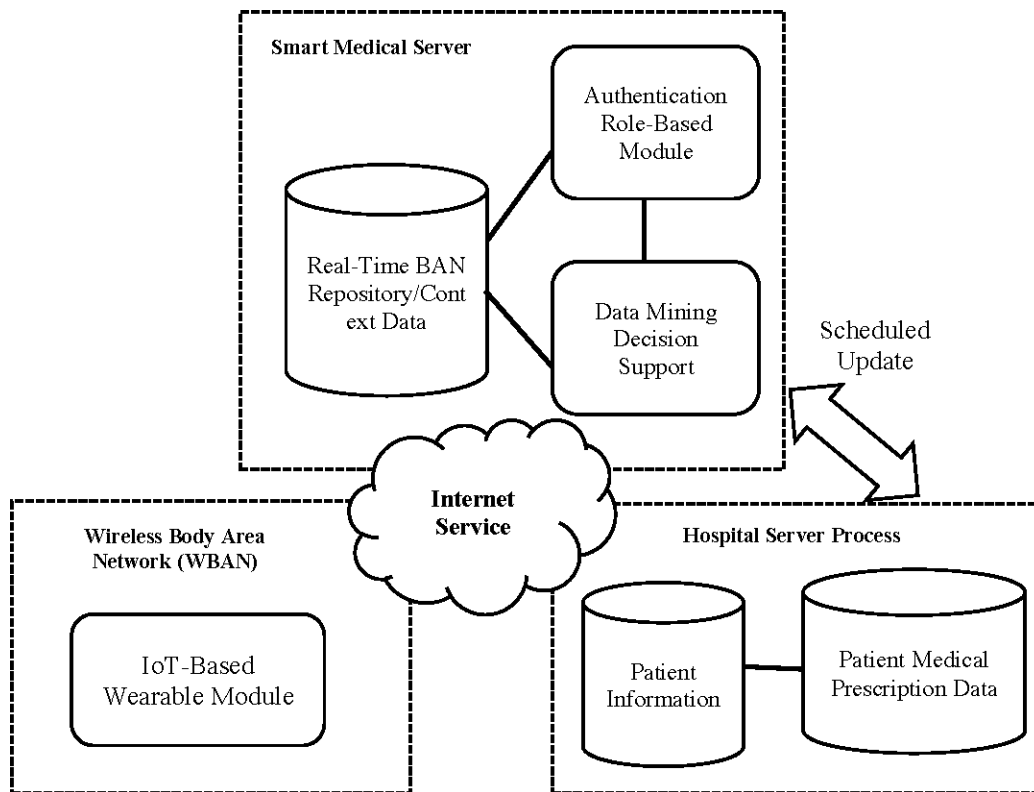 Smart Medical Server
Authentication
Role-Based
Module
Real-Time BAN
Repository/Cont
ext Data
Data Mining
Decision
Support
Scheduled
Update
Internet
Service
Wireless Body Area
Network (WBAN)
IoT-Based
Wearable Module
Hospital Server Process
Patient
Information
Patient Medical
Prescription Data